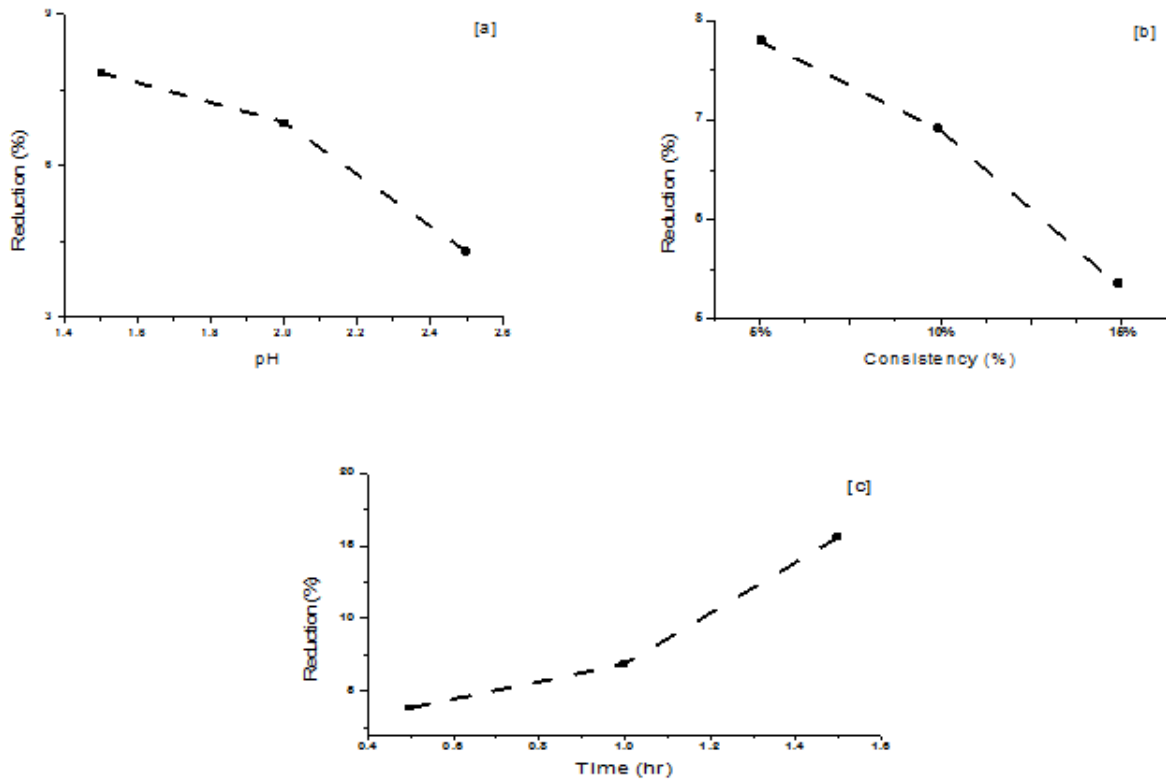 [a]
9
6
3
Reduction (%)
1.4 1.6 1.8 2.0 2.2 2.4 2.6
pH
[b]
8
7
6
5
Reduction (%)
5% 10% 15%
Consistency (%)
[c]
20
15
10
5
Reduction (%)
0.4 0.6 0.8 1.0 1.2 1.4 1.6
Time (hr)